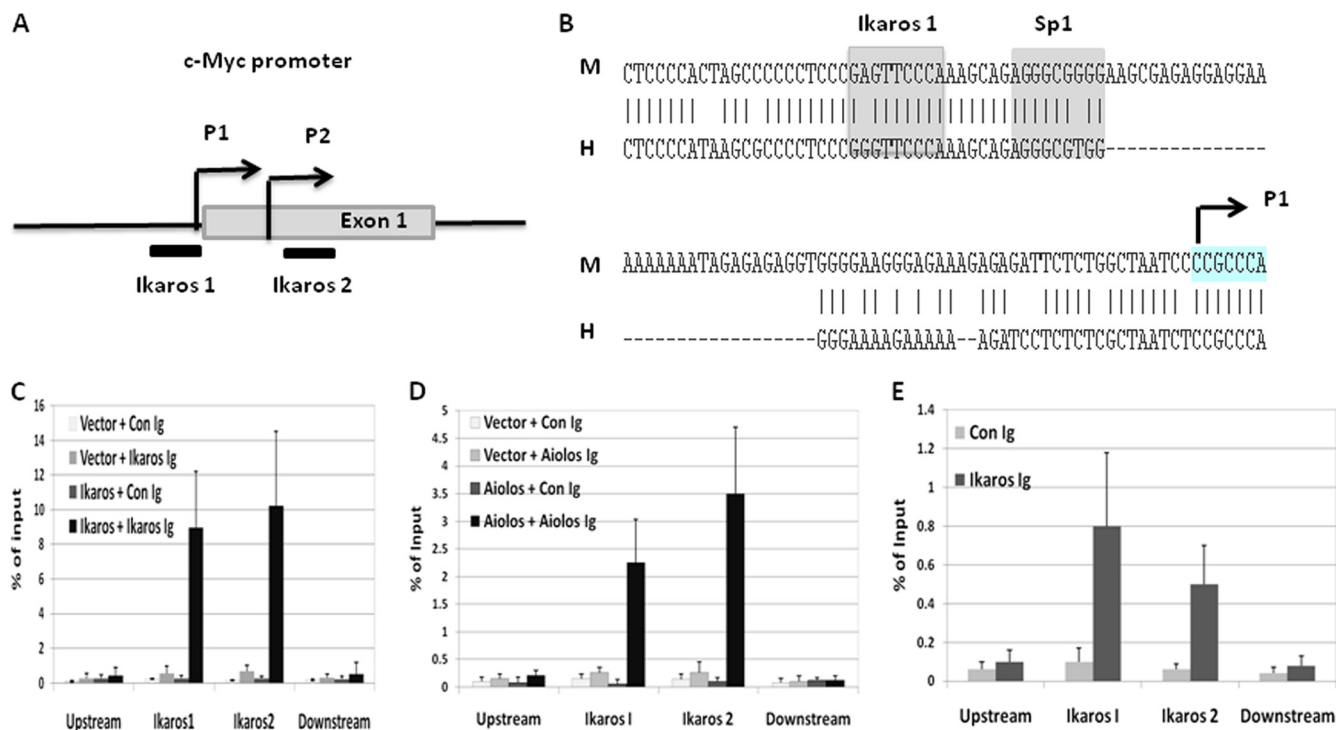 A
c-Myc promoter
P1
P2
Exon 1
Ikaros 1
Ikaros 2
B
Ikaros 1
Sp1
M
CTCCCCACTAGCCCCCCTCCCGAGTTCCCAAAGCAGAGGGCGGGGAAGCGAGAGGAGGAA
H
CTCCCCATAAGCGCCCCTCCCGGGTTCCCAAAGCAGAGGGCGTGG---------------
P1
M
AAAAAAATAGAGAGAGGTGGGGAAGGGAGAAAGAGAGATTCTCTGGCTAATCCCCGCCCA
H
------------------GGGAAAAGAAAAA--AGATCCTCTCTCGCTAATCTCCGCCCA
C
% of input
16
14
12
10
8
6
4
2
0
Vector + Con Ig
Vector + Ikaros Ig
Ikaros + Con Ig
Ikaros + Ikaros Ig
Upstream
Ikaros1
Ikaros2
Downstream
D
% of Input
5
4.5
4
3.5
3
2.5
2
1.5
1
0.5
0
Vector + Con Ig
Vector + Aiolos Ig
Aiolos + Con Ig
Aiolos + Aiolos Ig
Upstream
Ikaros I
Ikaros 2
Downstream
E
% of Input
1.4
1.2
1
0.8
0.6
0.4
0.2
0
Con Ig
Ikaros Ig
Upstream
Ikaros I
Ikaros 2
Downstream